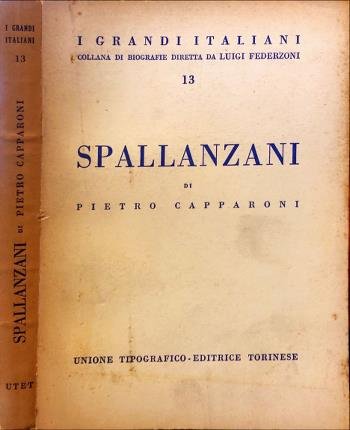 I GRANDI
ITALIANI
13
SPALLANZANI DI PIETRO CAPPARONI
UTET
I GRANDI ITALIANI
COLLANA DI BIOGRAFIE DIRETTA DA LUIGI FEDERZONI
13
SPALLANZANI
DI
PIETRO CAPPARONI
UNIONE TIPOGRAFICO-EDITRICE TORINESE